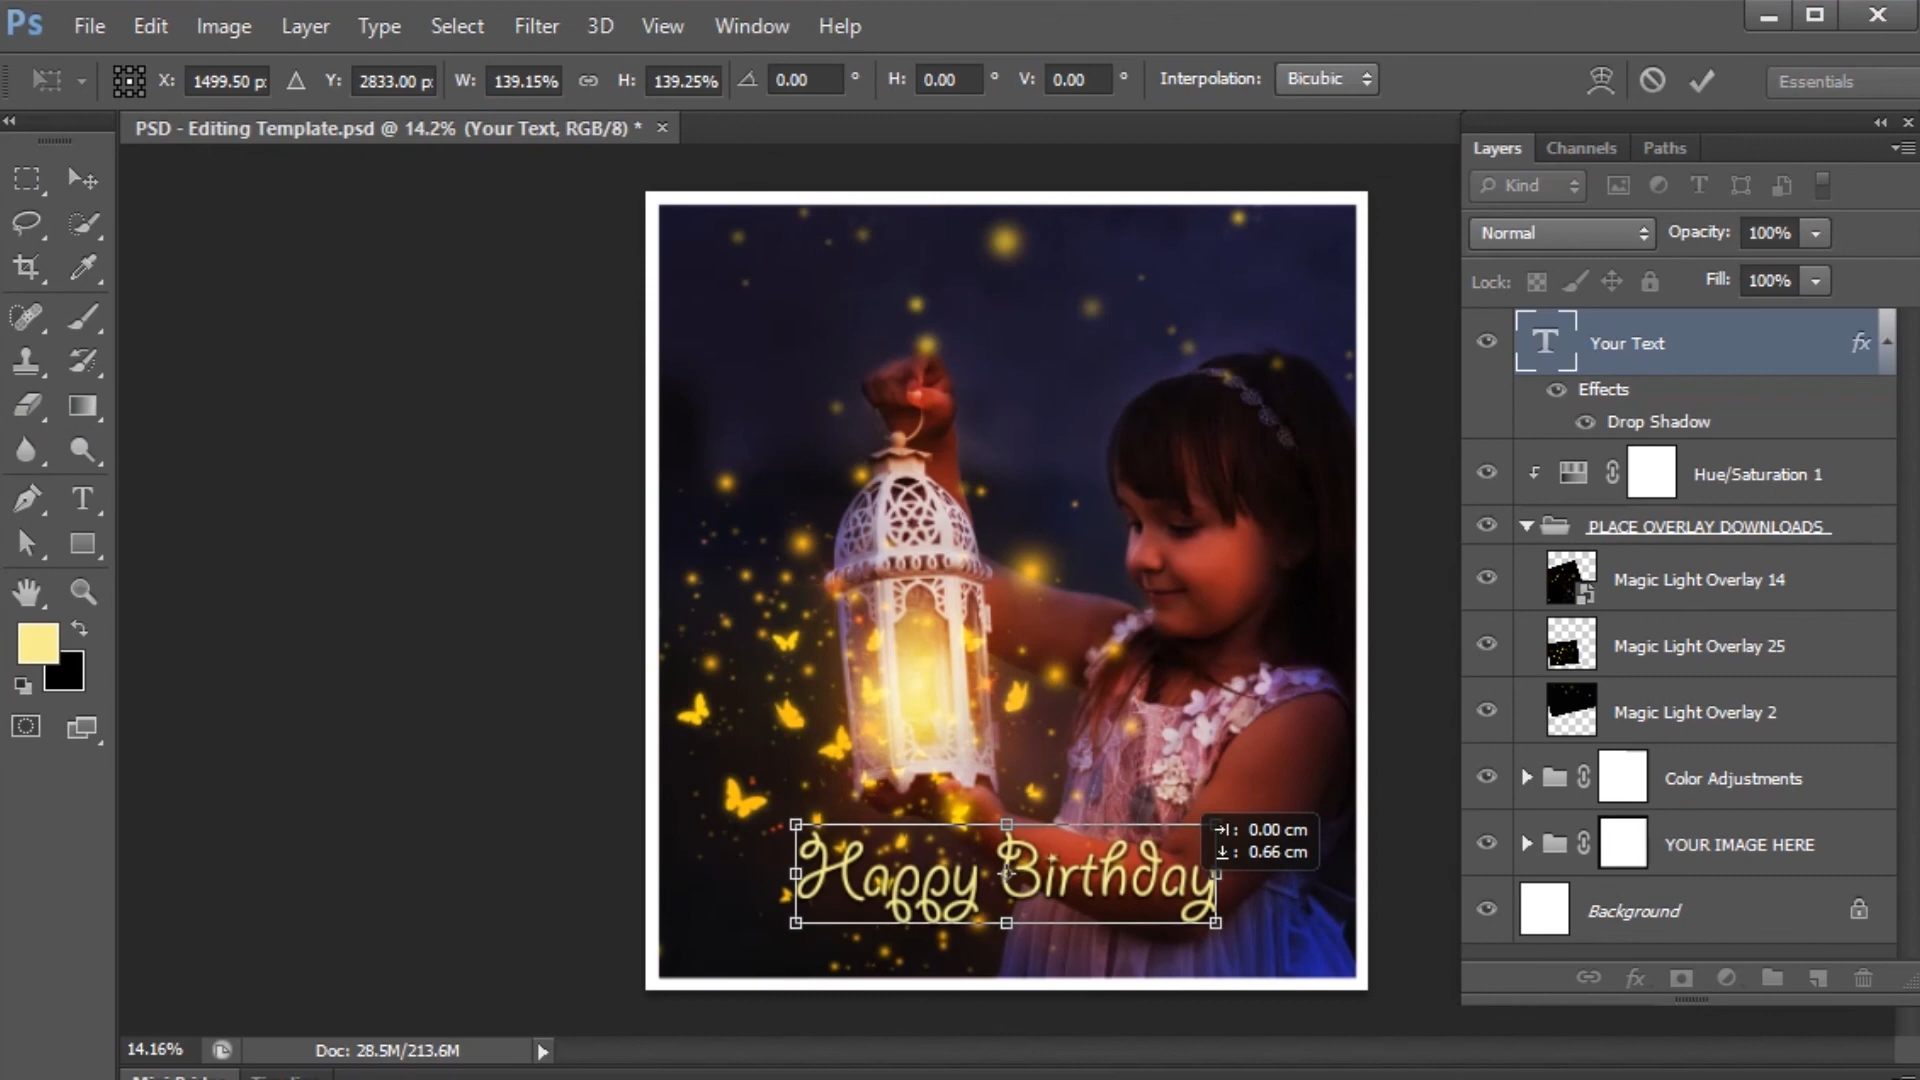 Ps File Edit Image Layer Type Select Filter 3D View Window Help
X: 1499.50 p Y: 2833.00 p W: 139.15% H: 139.25% 0.00 ° H: 0.00 ° V: 0.00 ° Interpolation: Bicubic Essentials
PSD - Editing Template.psd @ 14.2% (Your Text, RGB/8) * ×
Layers Channels Paths
Kind
Normal Opacity: 100%
Lock: Fill: 100%
T Your Text fx
Effects
Drop Shadow
Hue/Saturation 1
PLACE OVERLAY DOWNLOADS
Magic Light Overlay 14
Magic Light Overlay 25
Magic Light Overlay 2
Color Adjustments
YOUR IMAGE HERE
Background
Happy Birthday
: 0.00 cm
: 0.66 cm
14.16% Doc: 28.5M/213.6M